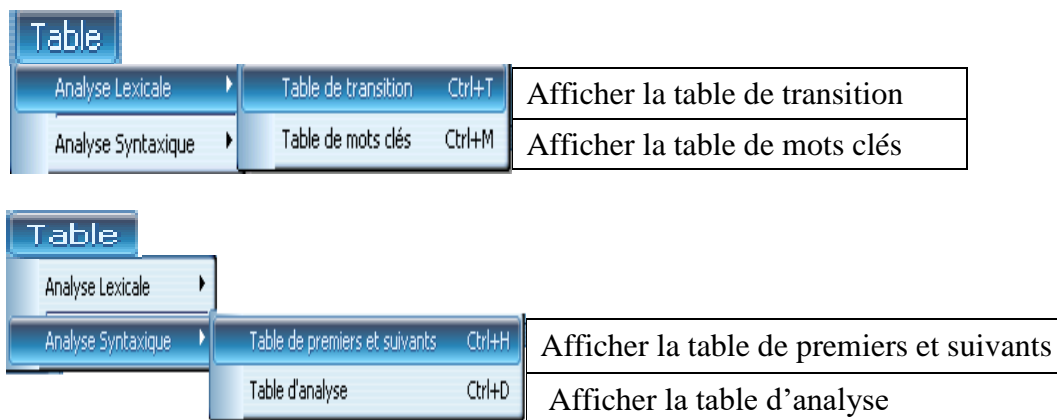 Table
Analyse Lexicale Table de transition Ctrl+T Afficher la table de transition
Analyse Syntaxique Table de mots clés Ctrl+M Afficher la table de mots clés
Table
Analyse Lexicale
Analyse Syntaxique Table de premiers et suivants Ctrl+H Afficher la table de premiers et suivants
Table d'analyse Ctrl+D Afficher la table d’analyse